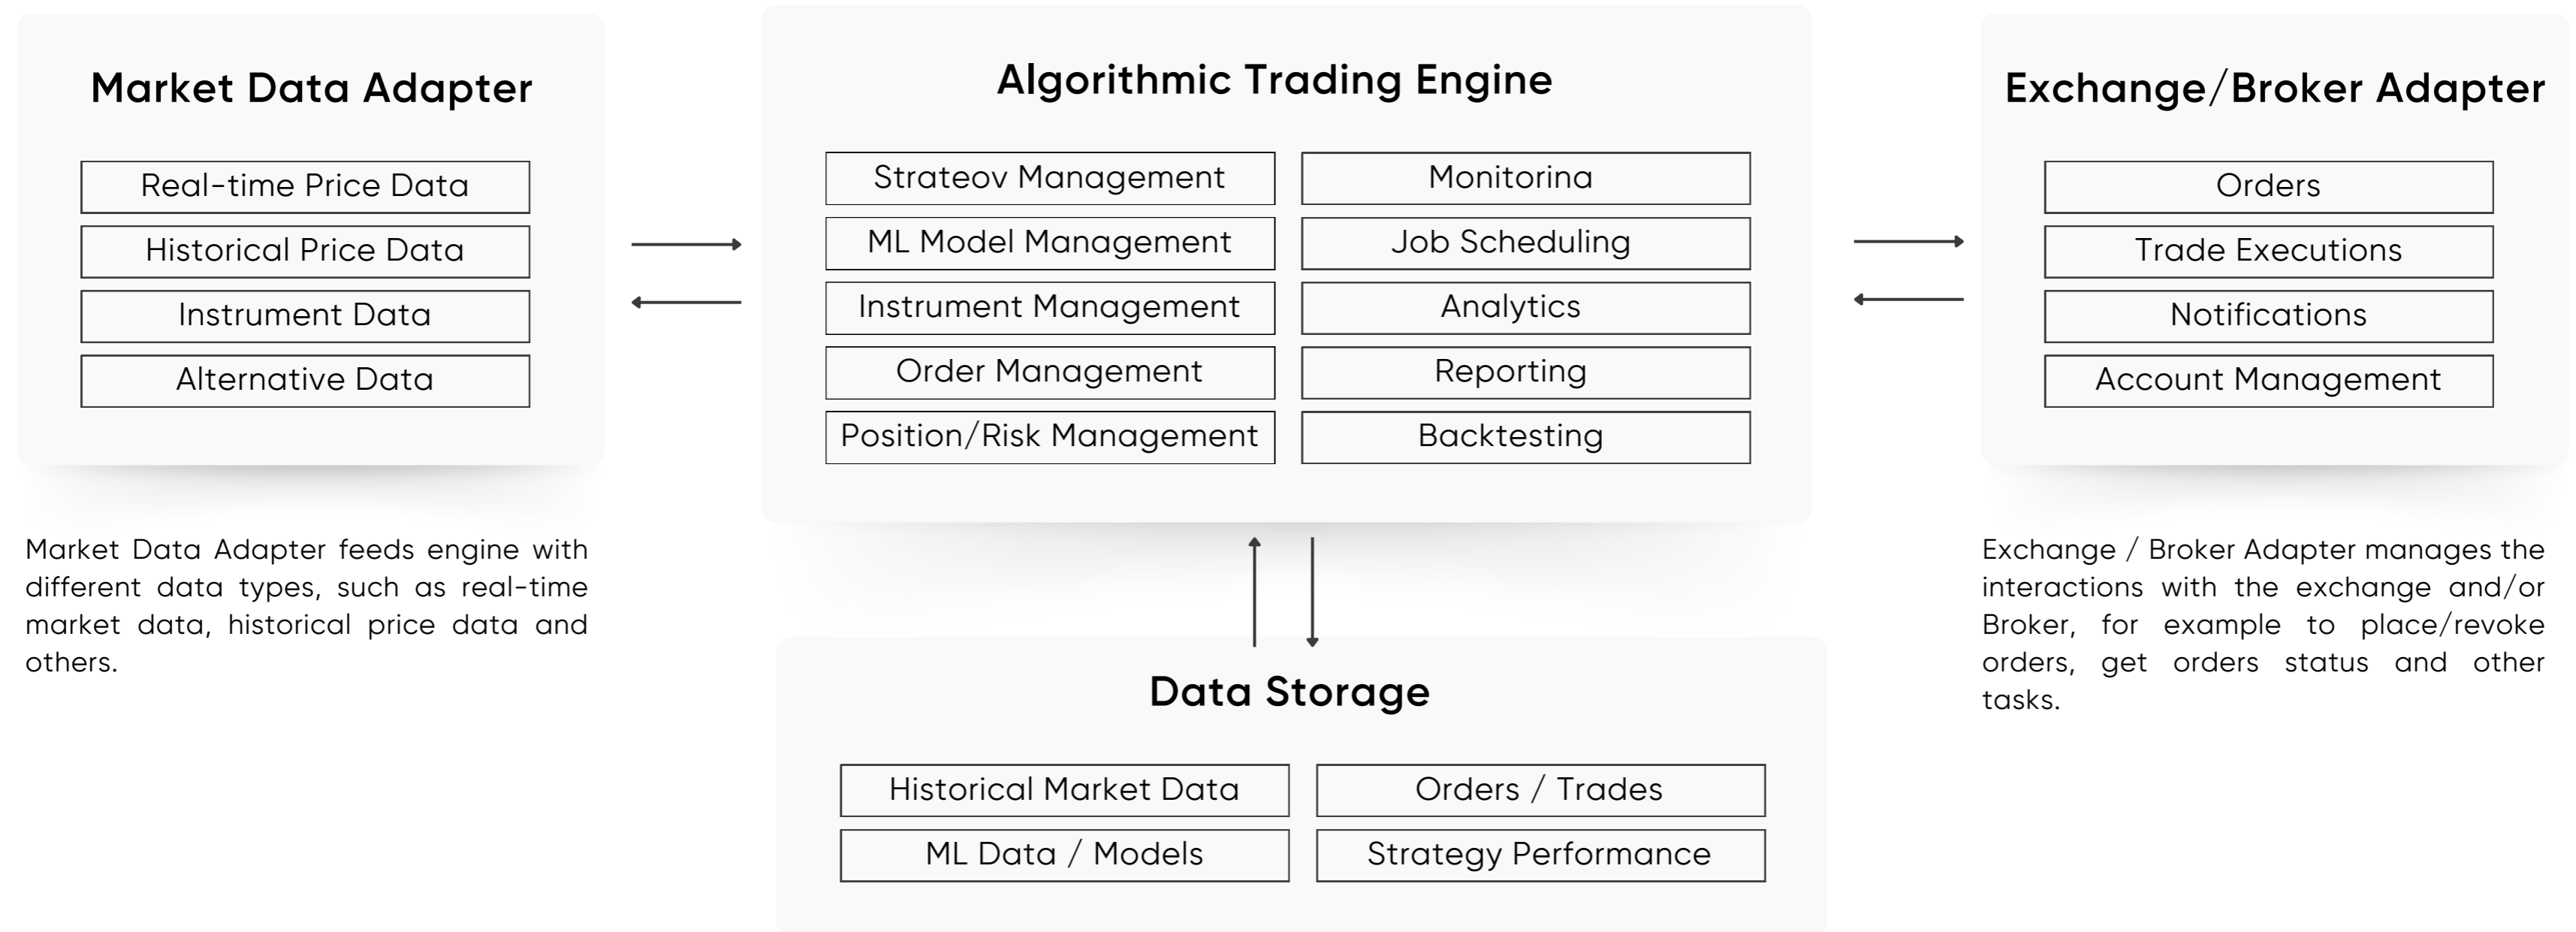 Market Data Adapter
Real-time Price Data
Historical Price Data
Instrument Data
Alternative Data
Market Data Adapter feeds engine with
different data types, such as real-time
market data, historical price data and
others.
Algorithmic Trading Engine
Strateov Management
ML Model Management
Instrument Management
Order Management
Position/Risk Management
Monitorina
Job Scheduling
Analytics
Reporting
Backtesting
Data Storage
Historical Market Data
ML Data / Models
Orders / Trades
Strategy Performance
Exchange/Broker Adapter
Orders
Trade Executions
Notifications
Account Management
Exchange / Broker Adapter manages the
interactions with the exchange and/or
Broker, for example to place/revoke
orders, get orders status and other
tasks.